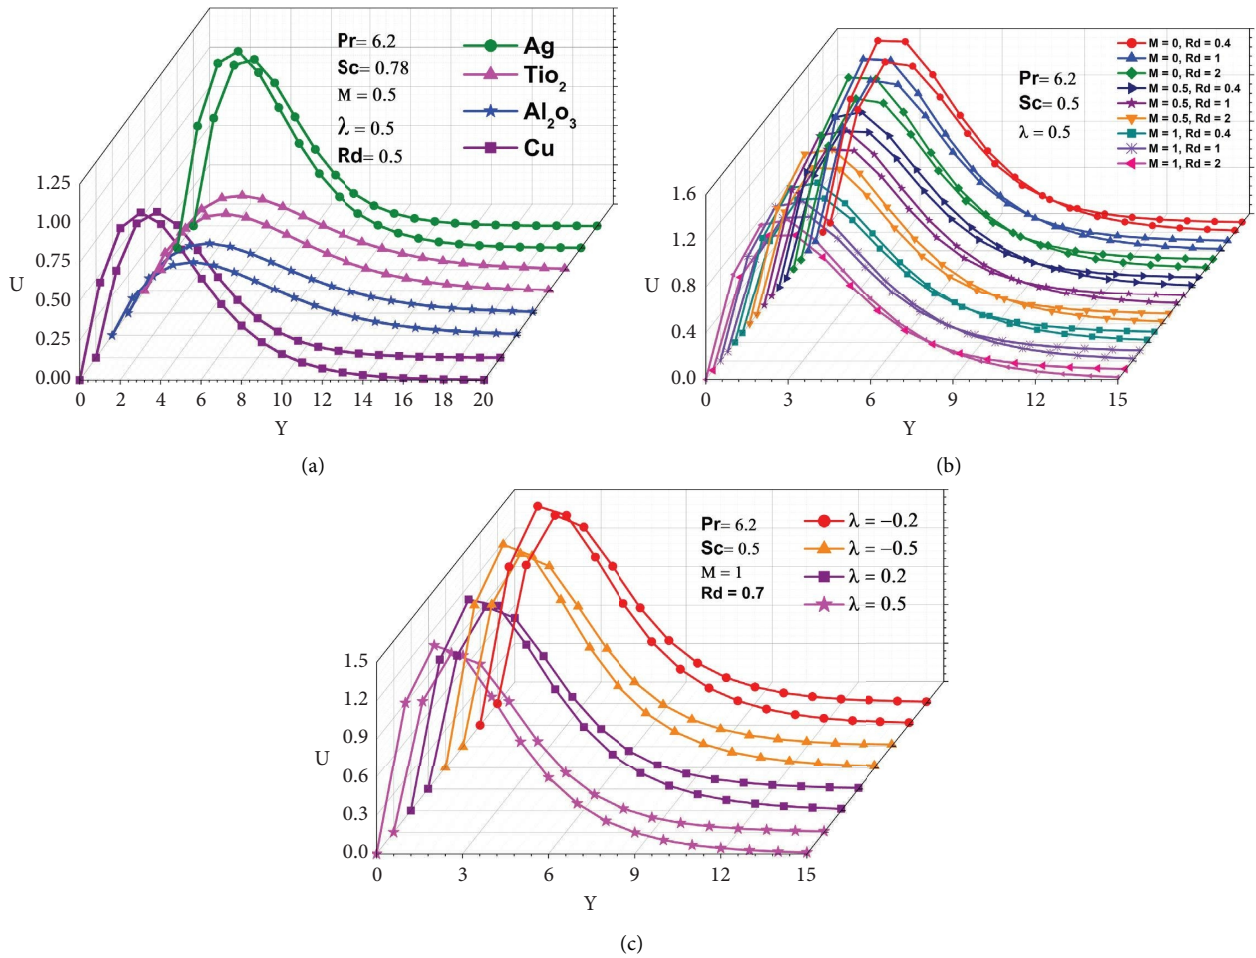 Pr= 6.2
Sc= 0.78
M = 0.5
λ = 0.5
Rd= 0.5
Ag
Tio2
Al2o3
Cu
1.25
1.00
0.75
0.50
0.25
0.00
U
0 2 4 6 8 10 12 14 16 18 20
Y
(a)
Pr= 6.2
Sc= 0.5
λ = 0.5
M = 0, Rd = 0.4
M = 0, Rd = 1
M = 0, Rd = 2
M = 0.5, Rd = 0.4
M = 0.5, Rd = 1
M = 0.5, Rd = 2
M = 1, Rd = 0.4
M = 1, Rd = 1
M = 1, Rd = 2
1.6
1.2
0.8
0.4
0.0
U
0 3 6 9 12 15
Y
(b)
Pr= 6.2
Sc= 0.5
M = 1
Rd = 0.7
λ = −0.2
λ = −0.5
λ = 0.2
λ = 0.5
1.5
1.2
0.9
0.6
0.3
0.0
U
0 3 6 9 12 15
Y
(c)